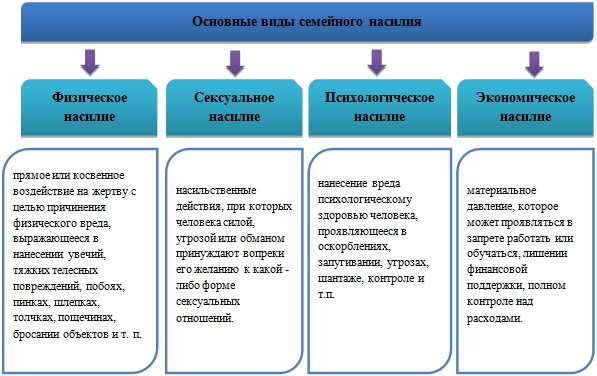 Основные виды семейного насилия
Физическое
насилие
Сексуальное
насилие
Психологическое
насилие
Экономическое
насилие
прямое или косвенное
воздействие на жертву с
целью причинения
физического вреда,
выражающееся в
нанесении увечий,
тяжких телесных
повреждений, побоях,
пинках, шлепках,
толчках, пощечинах,
бросании объектов и т. п.
насильственные
действия, при которых
человека силой,
угрозой или обманом
принуждают вопреки
его желанию к какой -
либо форме
сексуальных
отношений.
нанесение вреда
психологическому
здоровью человека,
проявляющееся в
оскорблениях,
запугивании, угрозах,
шантаже, контроле и
т.п.
материальное
давление, которое
может проявляться в
запрете работать или
обучаться, лишении
финансовой
поддержки, полном
контроле над
расходами.